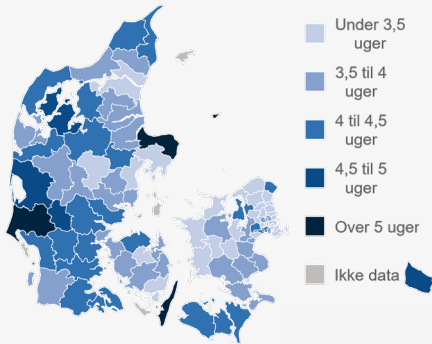 Under 3,5
uger
3,5 til 4
uger
4 til 4,5
uger
4,5 til 5
uger
Over 5 uger
Ikke data